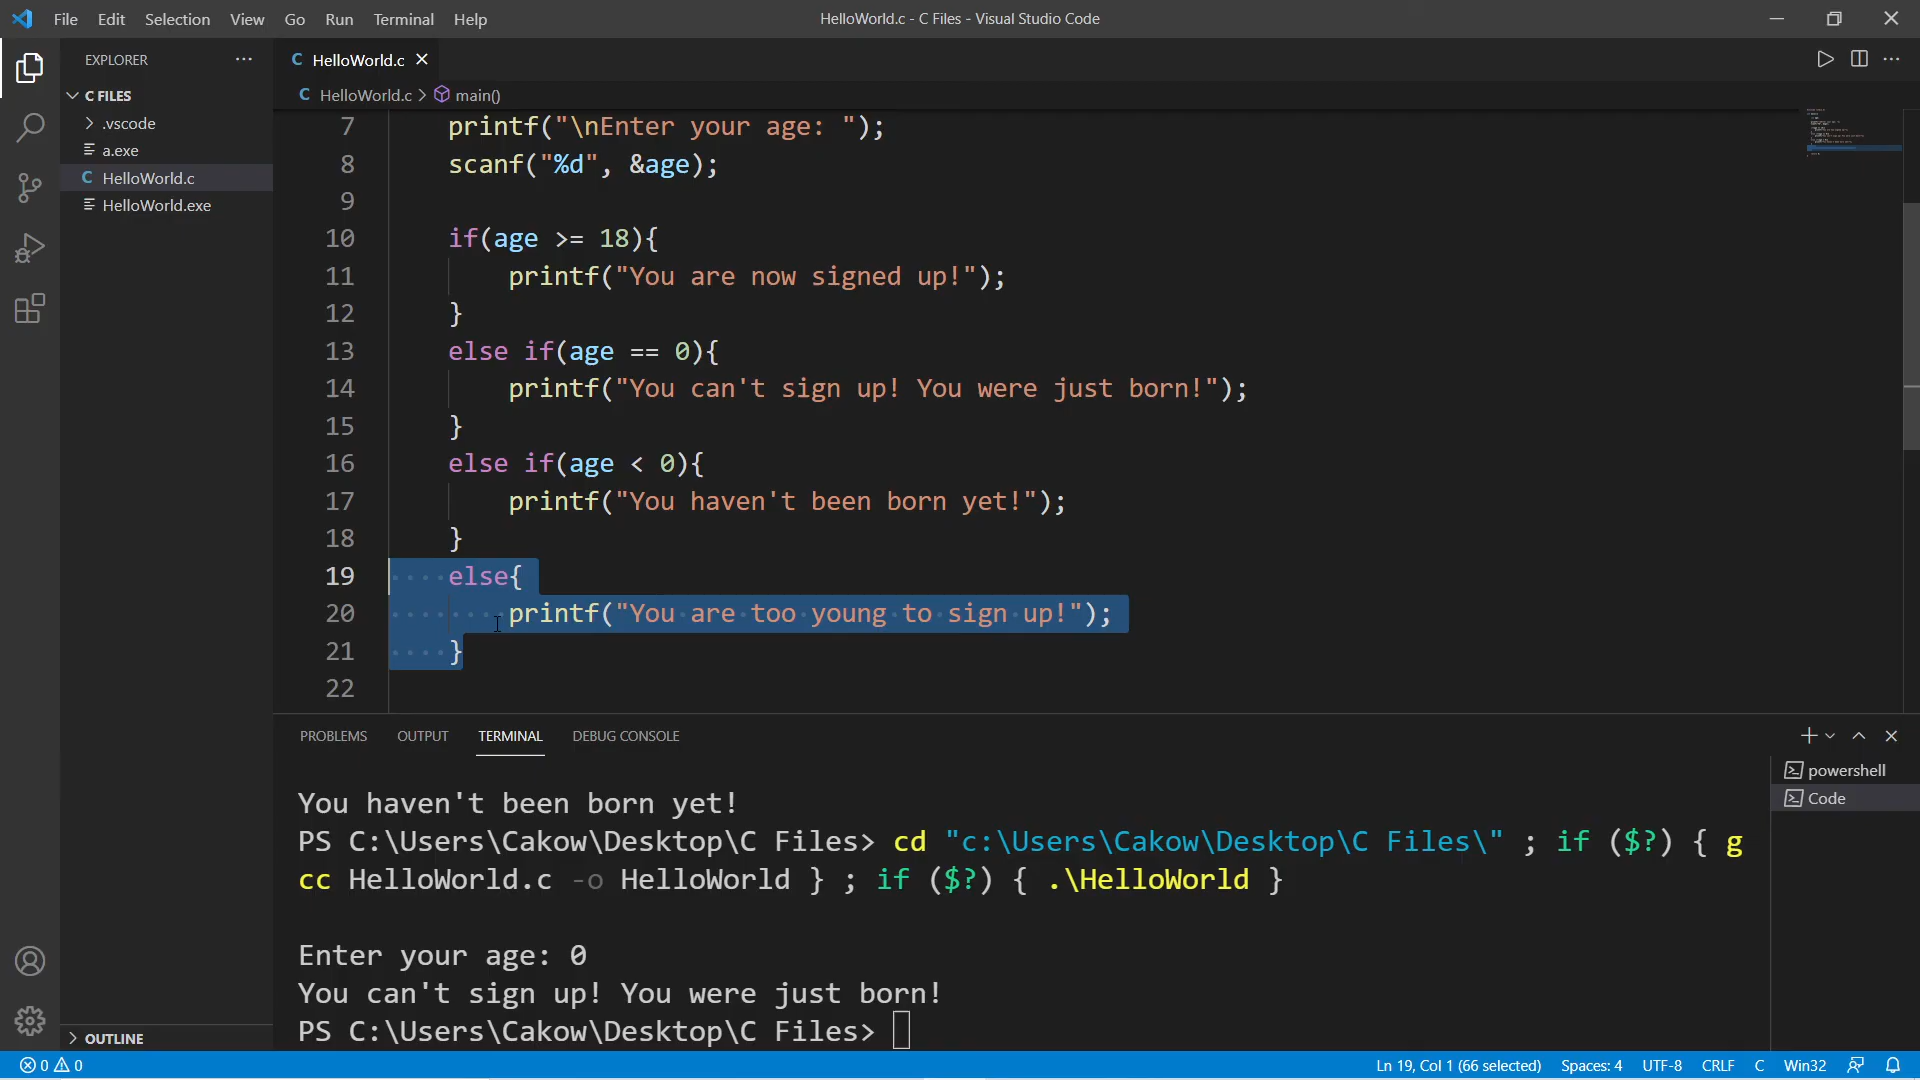 File Edit Selection View Go Run Terminal Help HelloWorld.c - C Files - Visual Studio Code
EXPLORER
C FILES
.vscode
a.exe
C HelloWorld.c
HelloWorld.exe
OUTLINE
C HelloWorld.c
C HelloWorld.c > main()
7 printf("\nEnter your age: ");
8 scanf("%d", &age);
9
10 if(age >= 18){
11 printf("You are now signed up!");
12 }
13 else if(age == 0){
14 printf("You can't sign up! You were just born!");
15 }
16 else if(age < 0){
17 printf("You haven't been born yet!");
18 }
19 else{
20 printf("You are too young to sign up!");
21 }
22
PROBLEMS OUTPUT TERMINAL DEBUG CONSOLE
You haven't been born yet!
PS C:\Users\Cakow\Desktop\C Files> cd "c:\Users\Cakow\Desktop\C Files\" ; if ($?) { g
cc HelloWorld.c -o HelloWorld } ; if ($?) { .\HelloWorld }
Enter your age: 0
You can't sign up! You were just born!
PS C:\Users\Cakow\Desktop\C Files>
powershell
Code
0 0 Ln 19, Col 1 (66 selected) Spaces: 4 UTF-8 CRLF C Win32